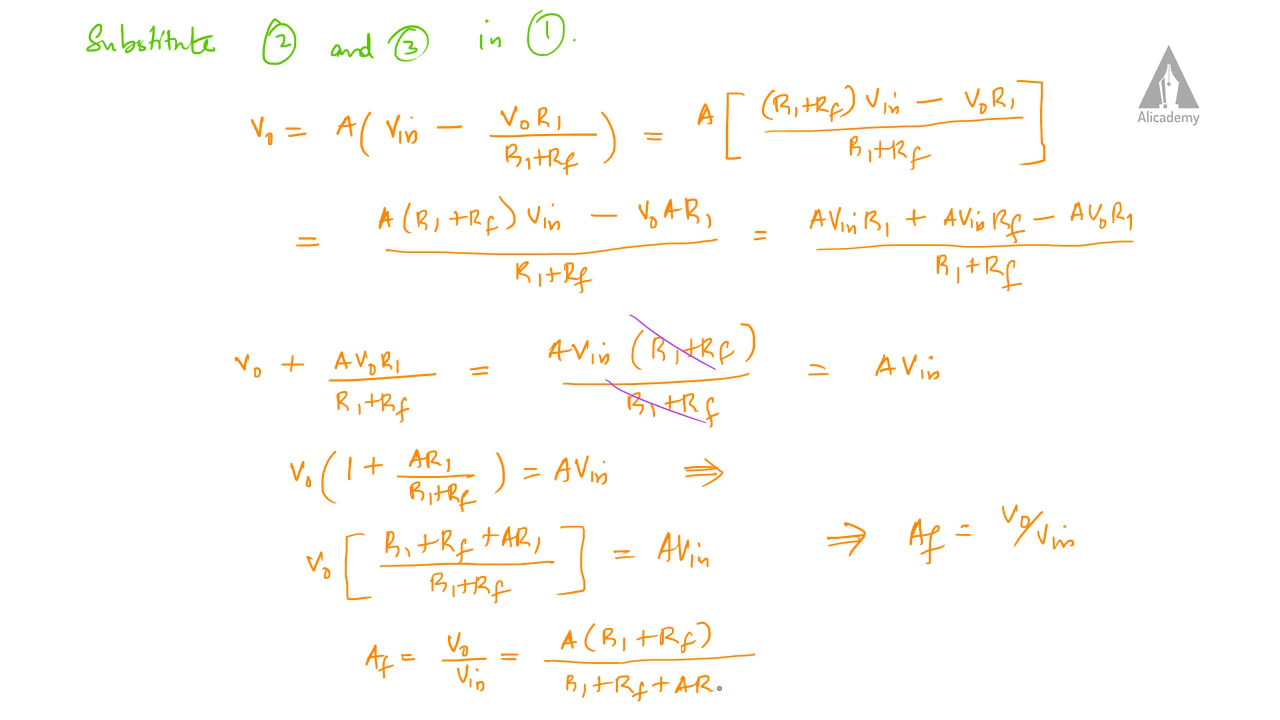 Substitute ② and ③ in ①.
Alicademy
V₀ = A( Vin − V₀R₁ / R₁+Rf ) = A [ (R₁+Rf) Vin − V₀R₁ / R₁+Rf ]
= A(R₁+Rf) Vin − V₀AR₁ / R₁+Rf = AVinR₁ + AVinRf − AV₀R₁ / R₁+Rf
V₀ + AV₀R₁ / R₁+Rf = AVin (R₁+Rf) / R₁+Rf = AVin
V₀ ( 1 + AR₁ / R₁+Rf ) = AVin ⇒
V₀ [ R₁+Rf+AR₁ / R₁+Rf ] = AVin ⇒ Af = V₀/Vin
Af = V₀ / Vin = A(R₁+Rf) / R₁+Rf+AR